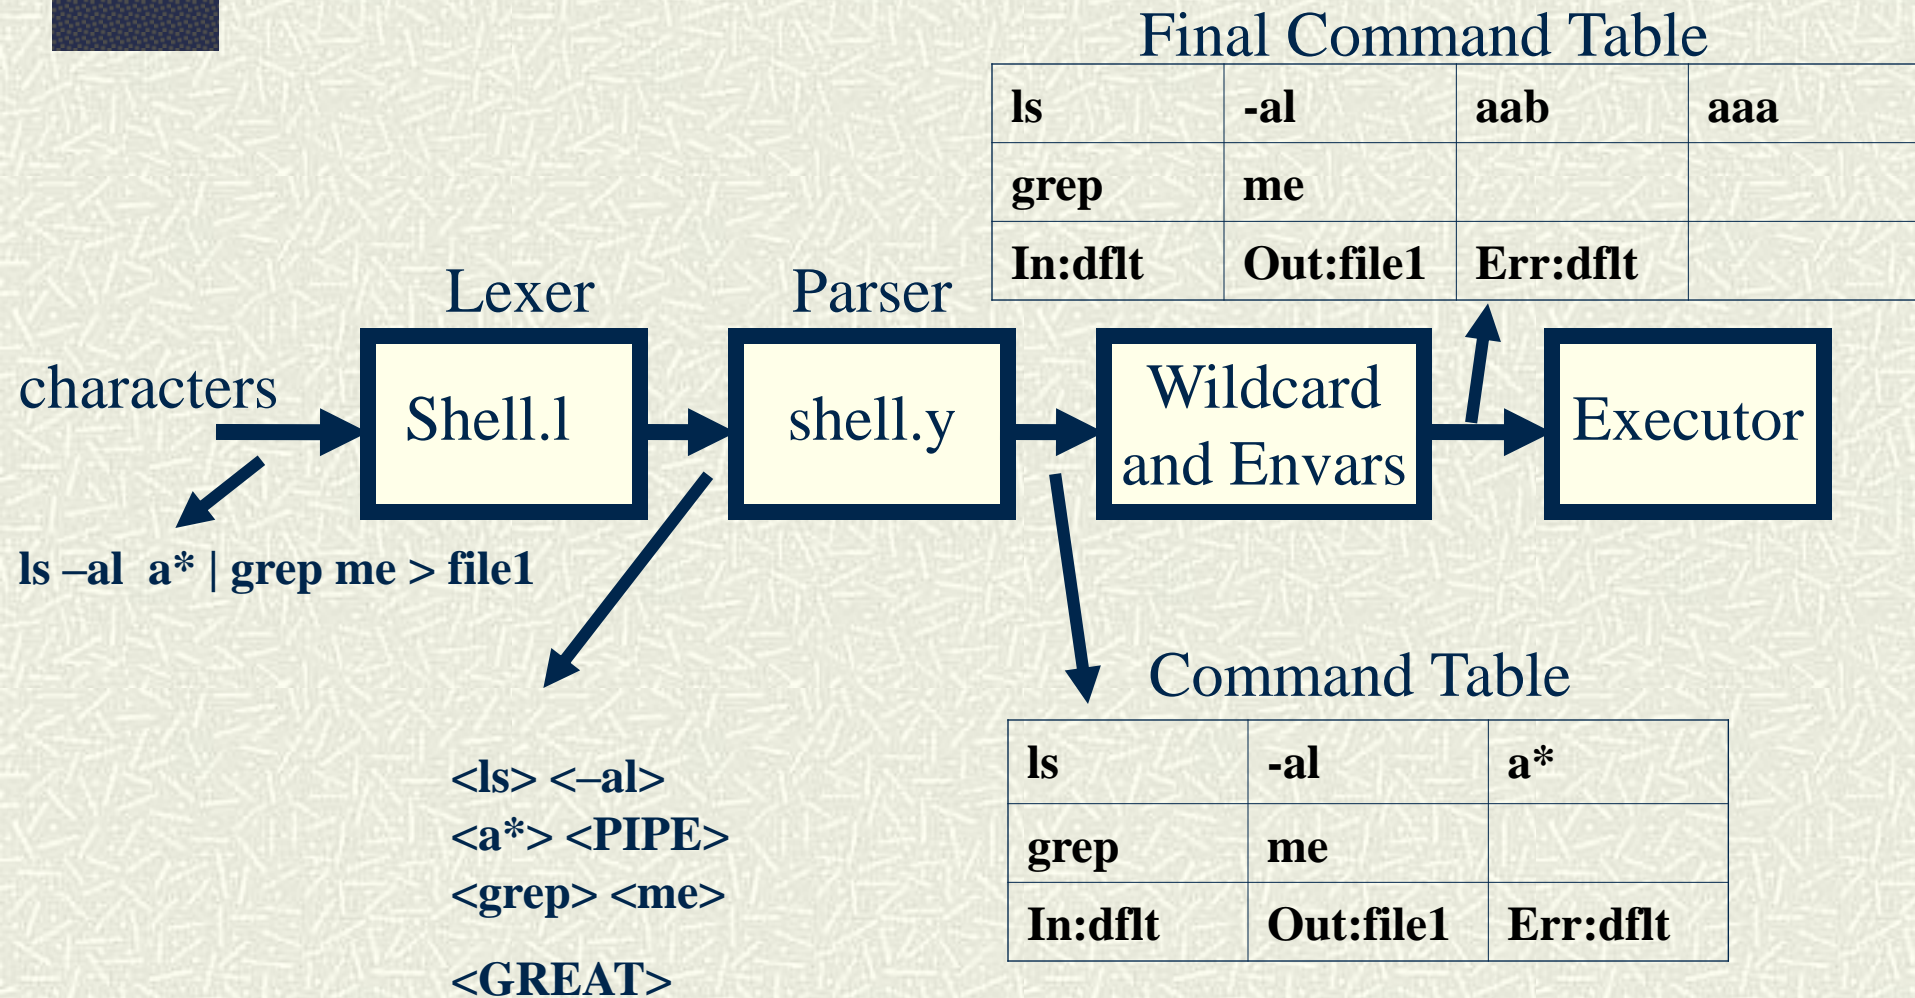 Final Command Table
ls -al aab aaa
grep me
In:dflt Out:file1 Err:dflt
Lexer Parser
characters
Shell.l
shell.y
Wildcard
and Envars
Executor
ls –al  a* | grep me > file1
<ls> <–al>
<a*> <PIPE>
<grep> <me>
<GREAT>
Command Table
ls -al a*
grep me
In:dflt Out:file1 Err:dflt